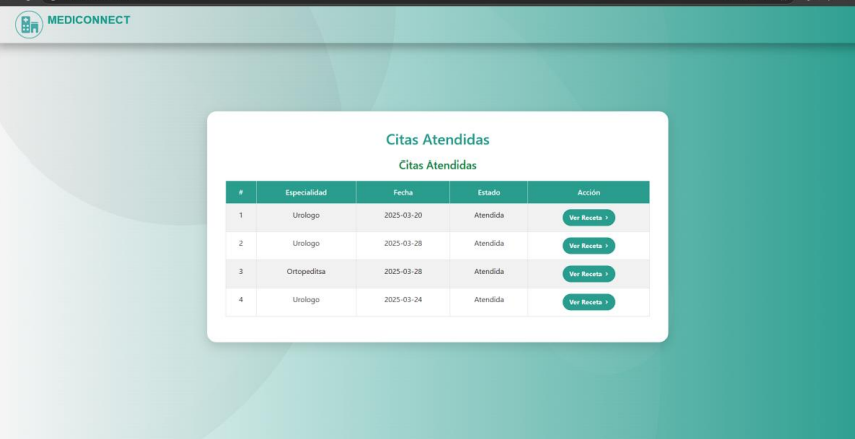 MEDICONNECT
Citas Atendidas
Citas Atendidas
# Especialidad Fecha Estado Acción
1 Urologo 2025-03-20 Atendida Ver Receta ›
2 Urologo 2025-03-28 Atendida Ver Receta ›
3 Ortopeditsa 2025-03-28 Atendida Ver Receta ›
4 Urologo 2025-03-24 Atendida Ver Receta ›